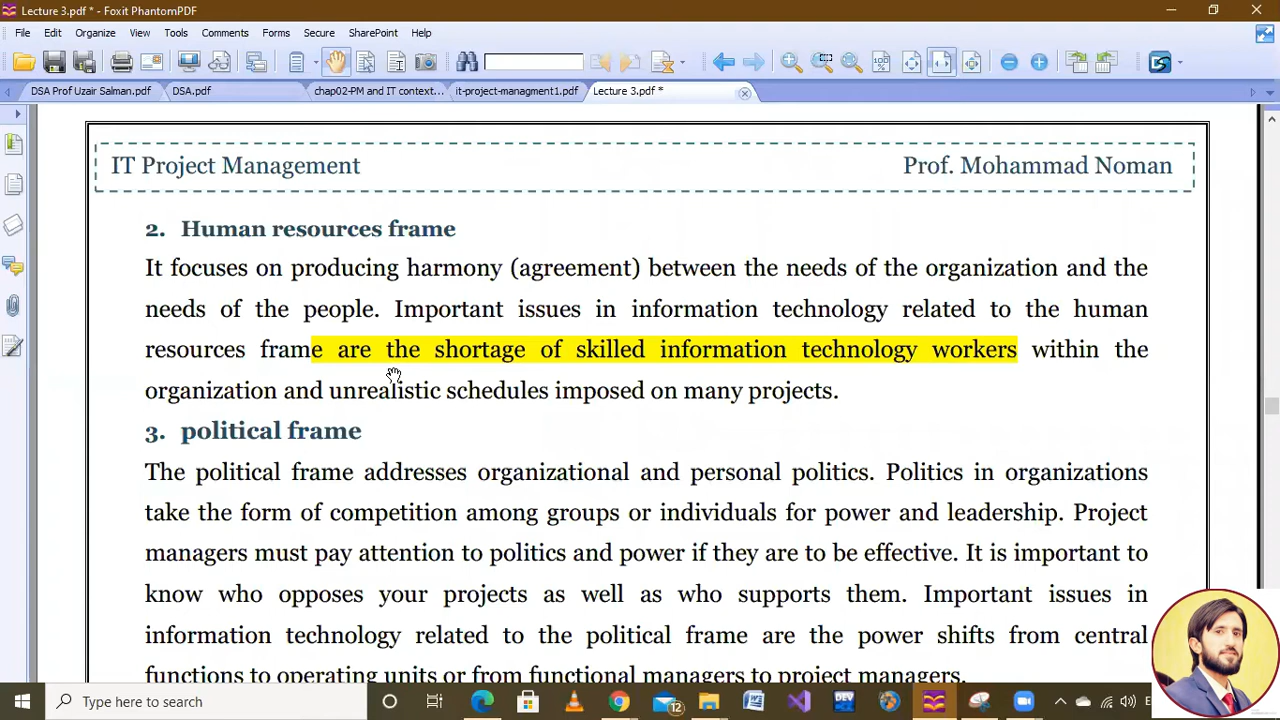 Lecture 3.pdf * - Foxit PhantomPDF
File Edit Organize View Tools Comments Forms Secure SharePoint Help
DSA Prof Uzair Salman.pdf DSA.pdf chap02-PM and IT context... it-project-managment1.pdf Lecture 3.pdf *
IT Project Management Prof. Mohammad Noman
2. Human resources frame
It focuses on producing harmony (agreement) between the needs of the organization and the
needs of the people. Important issues in information technology related to the human
resources frame are the shortage of skilled information technology workers within the
organization and unrealistic schedules imposed on many projects.
3. political frame
The political frame addresses organizational and personal politics. Politics in organizations
take the form of competition among groups or individuals for power and leadership. Project
managers must pay attention to politics and power if they are to be effective. It is important to
know who opposes your projects as well as who supports them. Important issues in
information technology related to the political frame are the power shifts from central
functions to operating units or from functional managers to project managers.
Type here to search
12
DEV